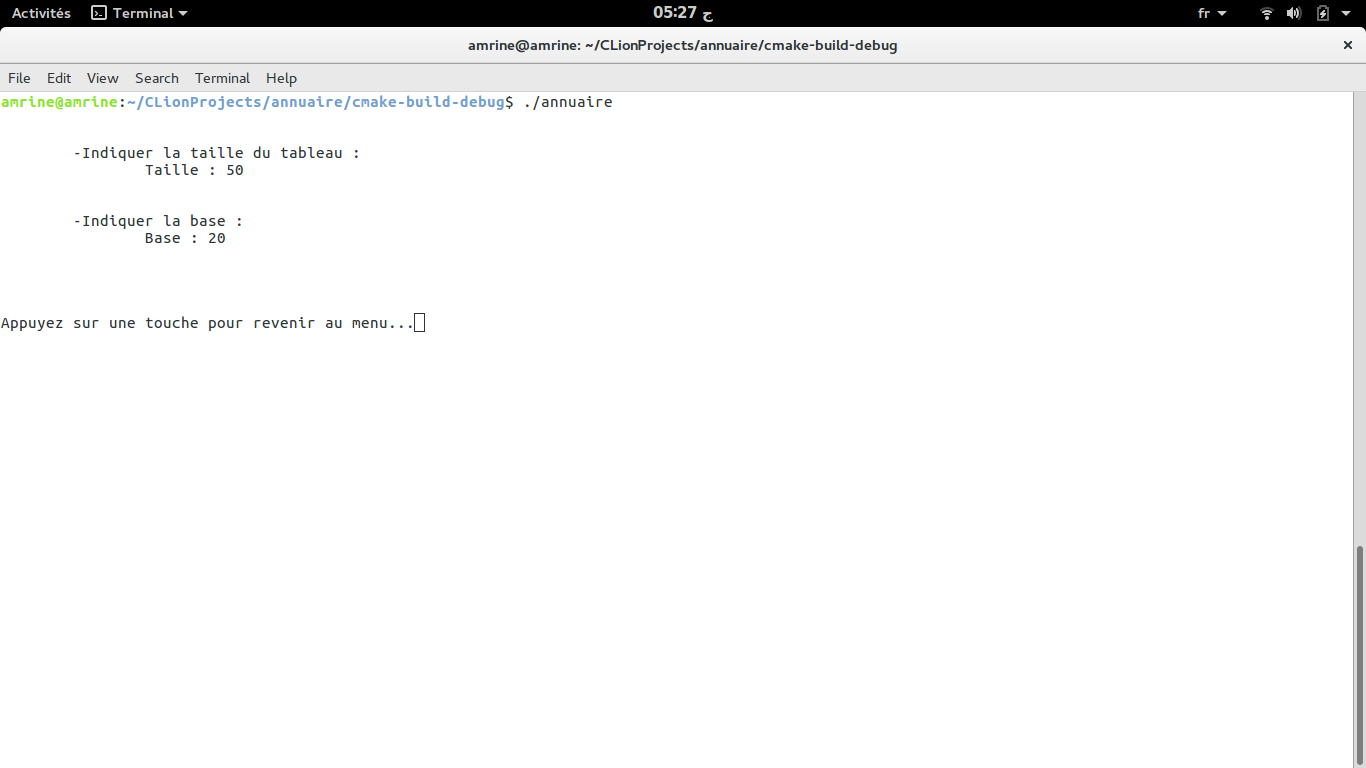 Activités Terminal 05:27 ج fr
amrine@amrine: ~/CLionProjects/annuaire/cmake-build-debug ×
File Edit View Search Terminal Help
amrine@amrine:~/CLionProjects/annuaire/cmake-build-debug$ ./annuaire
-Indiquer la taille du tableau :
Taille : 50
-Indiquer la base :
Base : 20
Appuyez sur une touche pour revenir au menu...